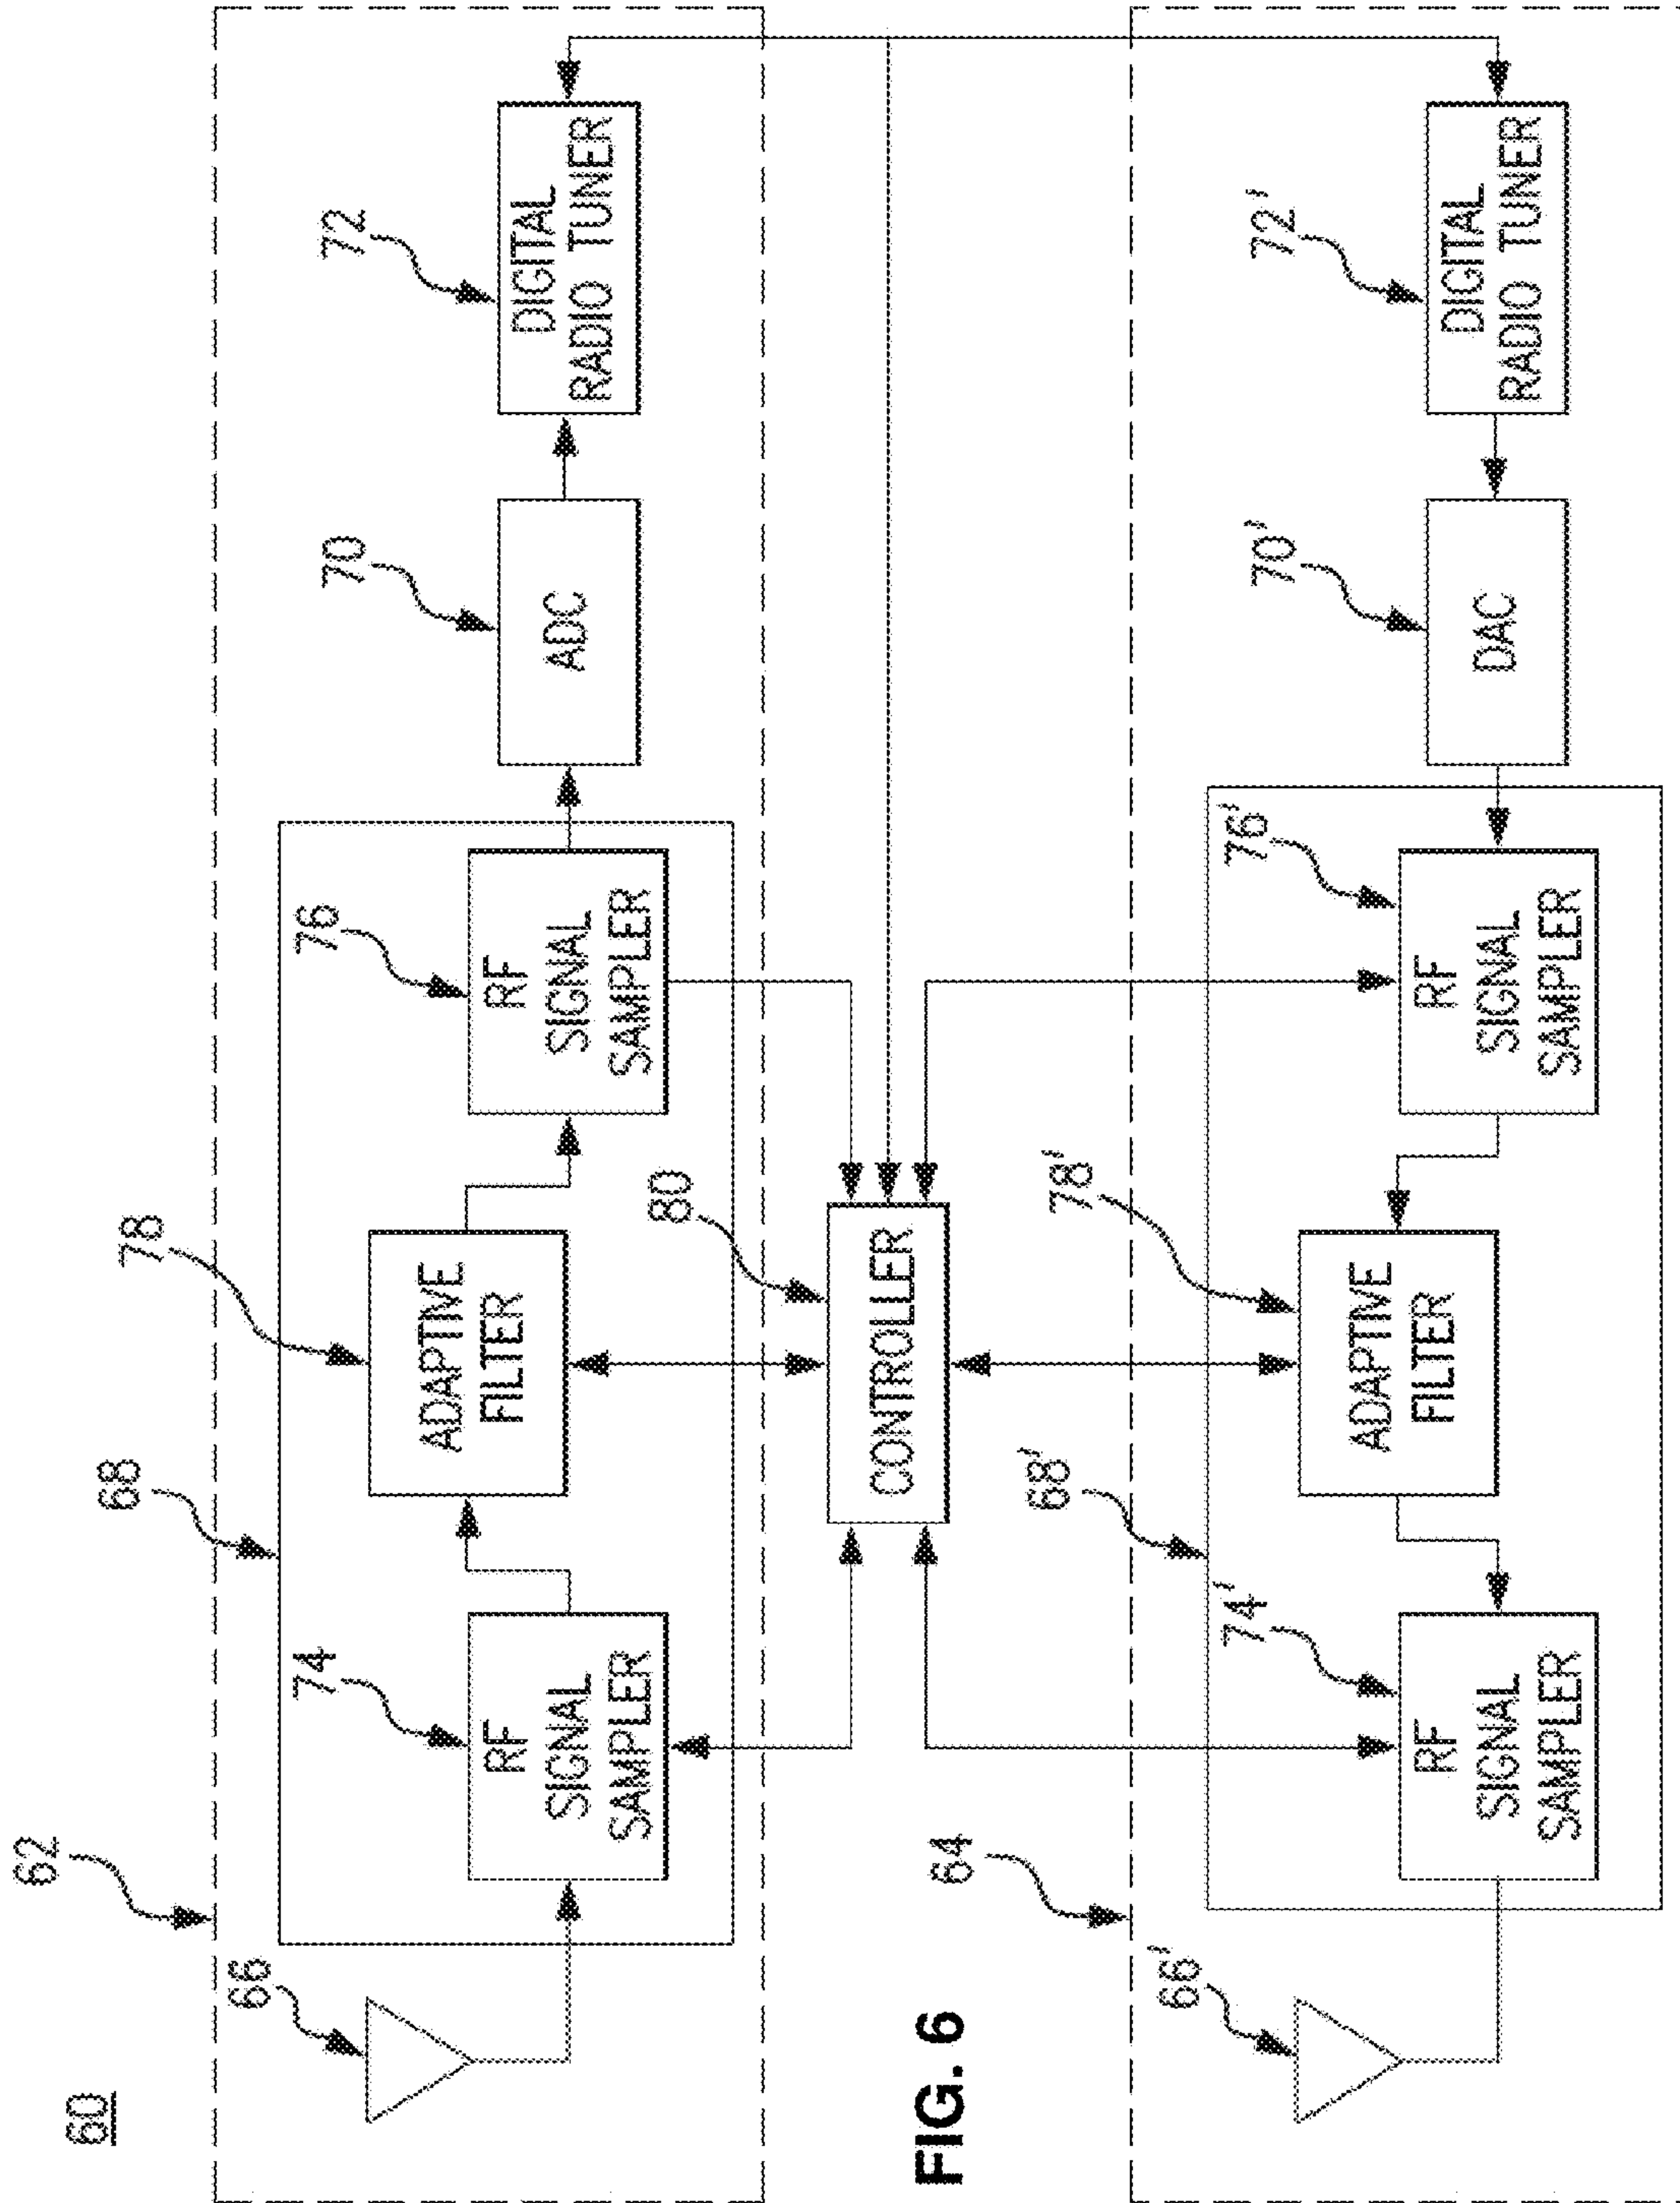 60
62
68
78
66
74
76
70
72
RF
SIGNAL
SAMPLER
ADAPTIVE
FILTER
RF
SIGNAL
SAMPLER
ADC
DIGITAL
RADIO TUNER
80
CONTROLLER
FIG. 6
64
68'
78'
66'
74'
76'
70'
72'
RF
SIGNAL
SAMPLER
ADAPTIVE
FILTER
RF
SIGNAL
SAMPLER
DAC
DIGITAL
RADIO TUNER